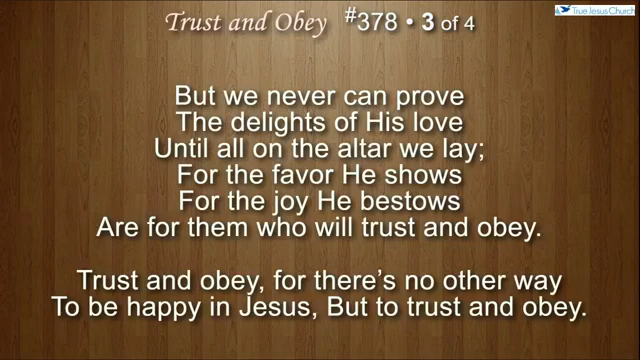 Trust and Obey #378 • 3 of 4
True Jesus Church
But we never can prove
The delights of His love
Until all on the altar we lay;
For the favor He shows
For the joy He bestows
Are for them who will trust and obey.
Trust and obey, for there's no other way
To be happy in Jesus, But to trust and obey.